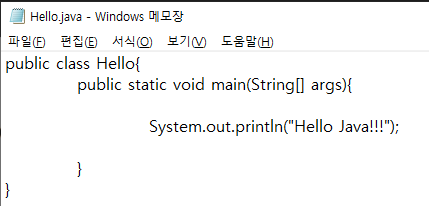 Hello.java - Windows 메모장
파일(F) 편집(E) 서식(O) 보기(V) 도움말(H)
public class Hello{
public static void main(String[] args){
System.out.println("Hello Java!!!");
}
}